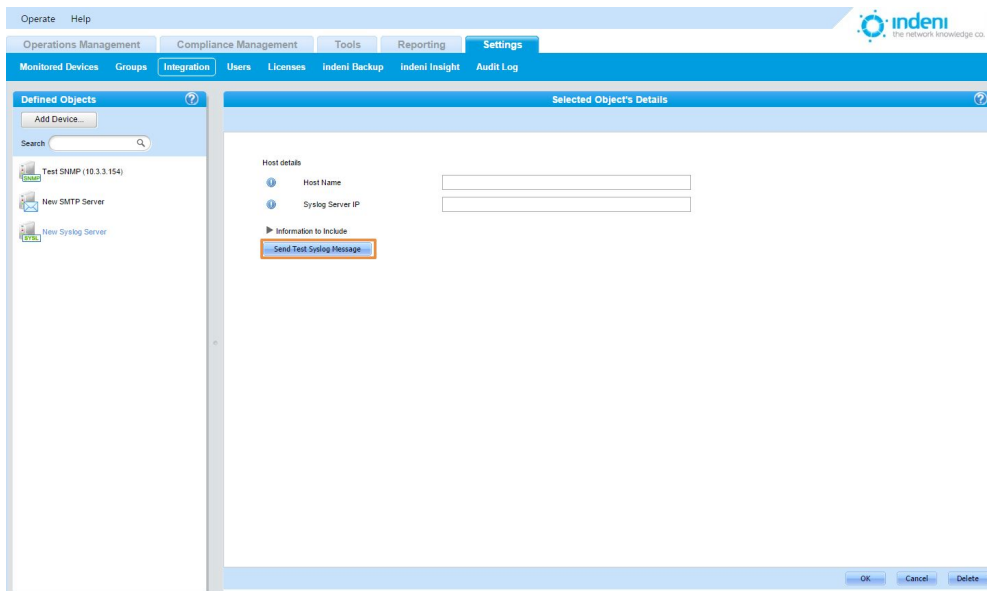 Operate Help
indeni
the network knowledge co.
Operations Management Compliance Management Tools Reporting Settings
Monitored Devices Groups Integration Users Licenses indeni Backup indeni Insight Audit Log
Defined Objects ?
Selected Object's Details ?
Add Device...
Search
Test SNMP (10.3.3.154)
SNMP
New SMTP Server
New Syslog Server
SYSL
Host details
Host Name
Syslog Server IP
Information to Include
Send Test Syslog Message
OK Cancel Delete